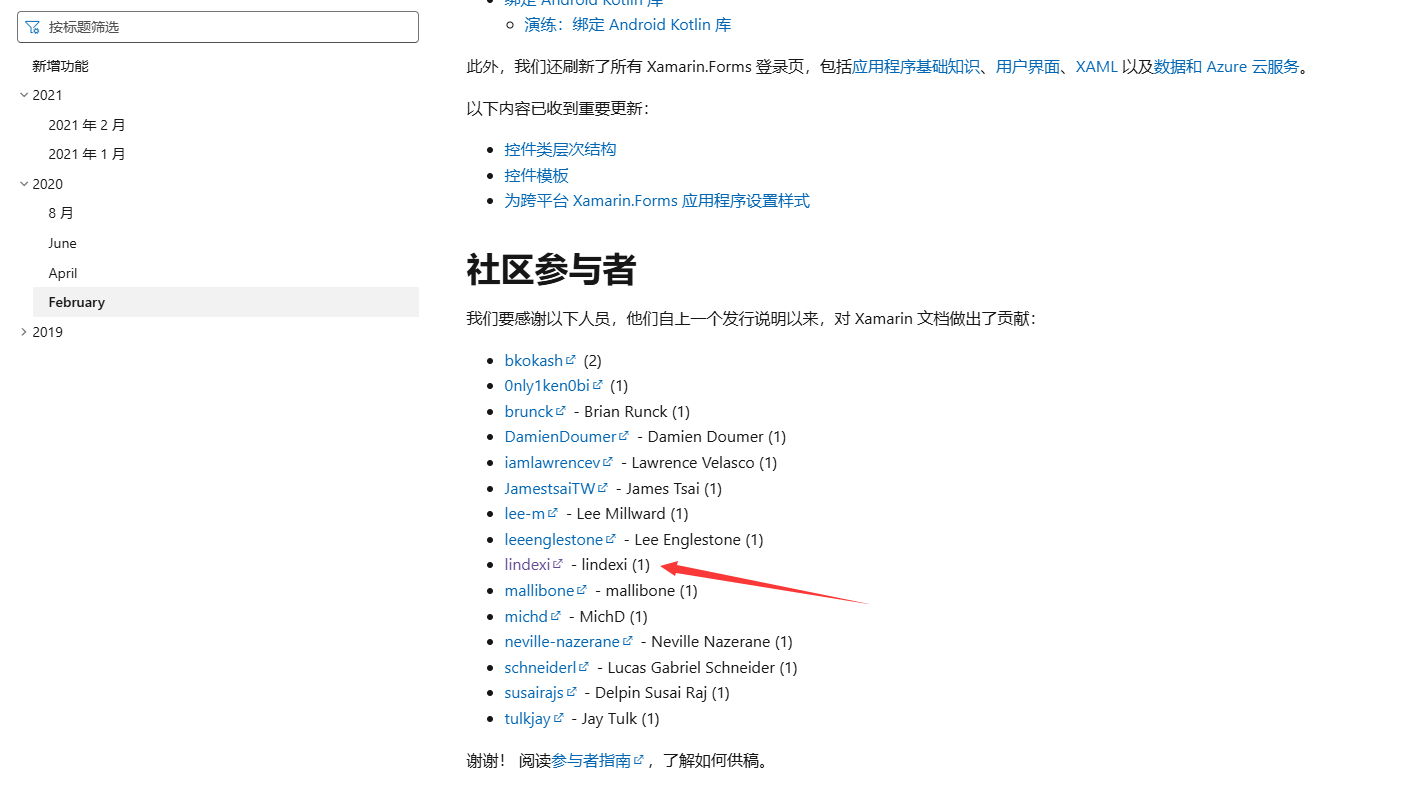 按标题筛选
新增功能
2021
2021 年 2 月
2021 年 1 月
2020
8 月
June
April
February
2019
绑定 Android Kotlin 库
演练：绑定 Android Kotlin 库
此外，我们还刷新了所有 Xamarin.Forms 登录页，包括应用程序基础知识、用户界面、XAML 以及数据和 Azure 云服务。
以下内容已收到重要更新：
控件类层次结构
控件模板
为跨平台 Xamarin.Forms 应用程序设置样式
社区参与者
我们要感谢以下人员，他们自上一个发行说明以来，对 Xamarin 文档做出了贡献：
bkokash (2)
0nly1ken0bi (1)
brunck - Brian Runck (1)
DamienDoumer - Damien Doumer (1)
iamlawrencev - Lawrence Velasco (1)
JamestsaiTW - James Tsai (1)
lee-m - Lee Millward (1)
leeenglestone - Lee Englestone (1)
lindexi - lindexi (1)
mallibone - mallibone (1)
michd - MichD (1)
neville-nazerane - Neville Nazerane (1)
schneiderl - Lucas Gabriel Schneider (1)
susairajs - Delpin Susai Raj (1)
tulkjay - Jay Tulk (1)
谢谢！ 阅读参与者指南，了解如何供稿。